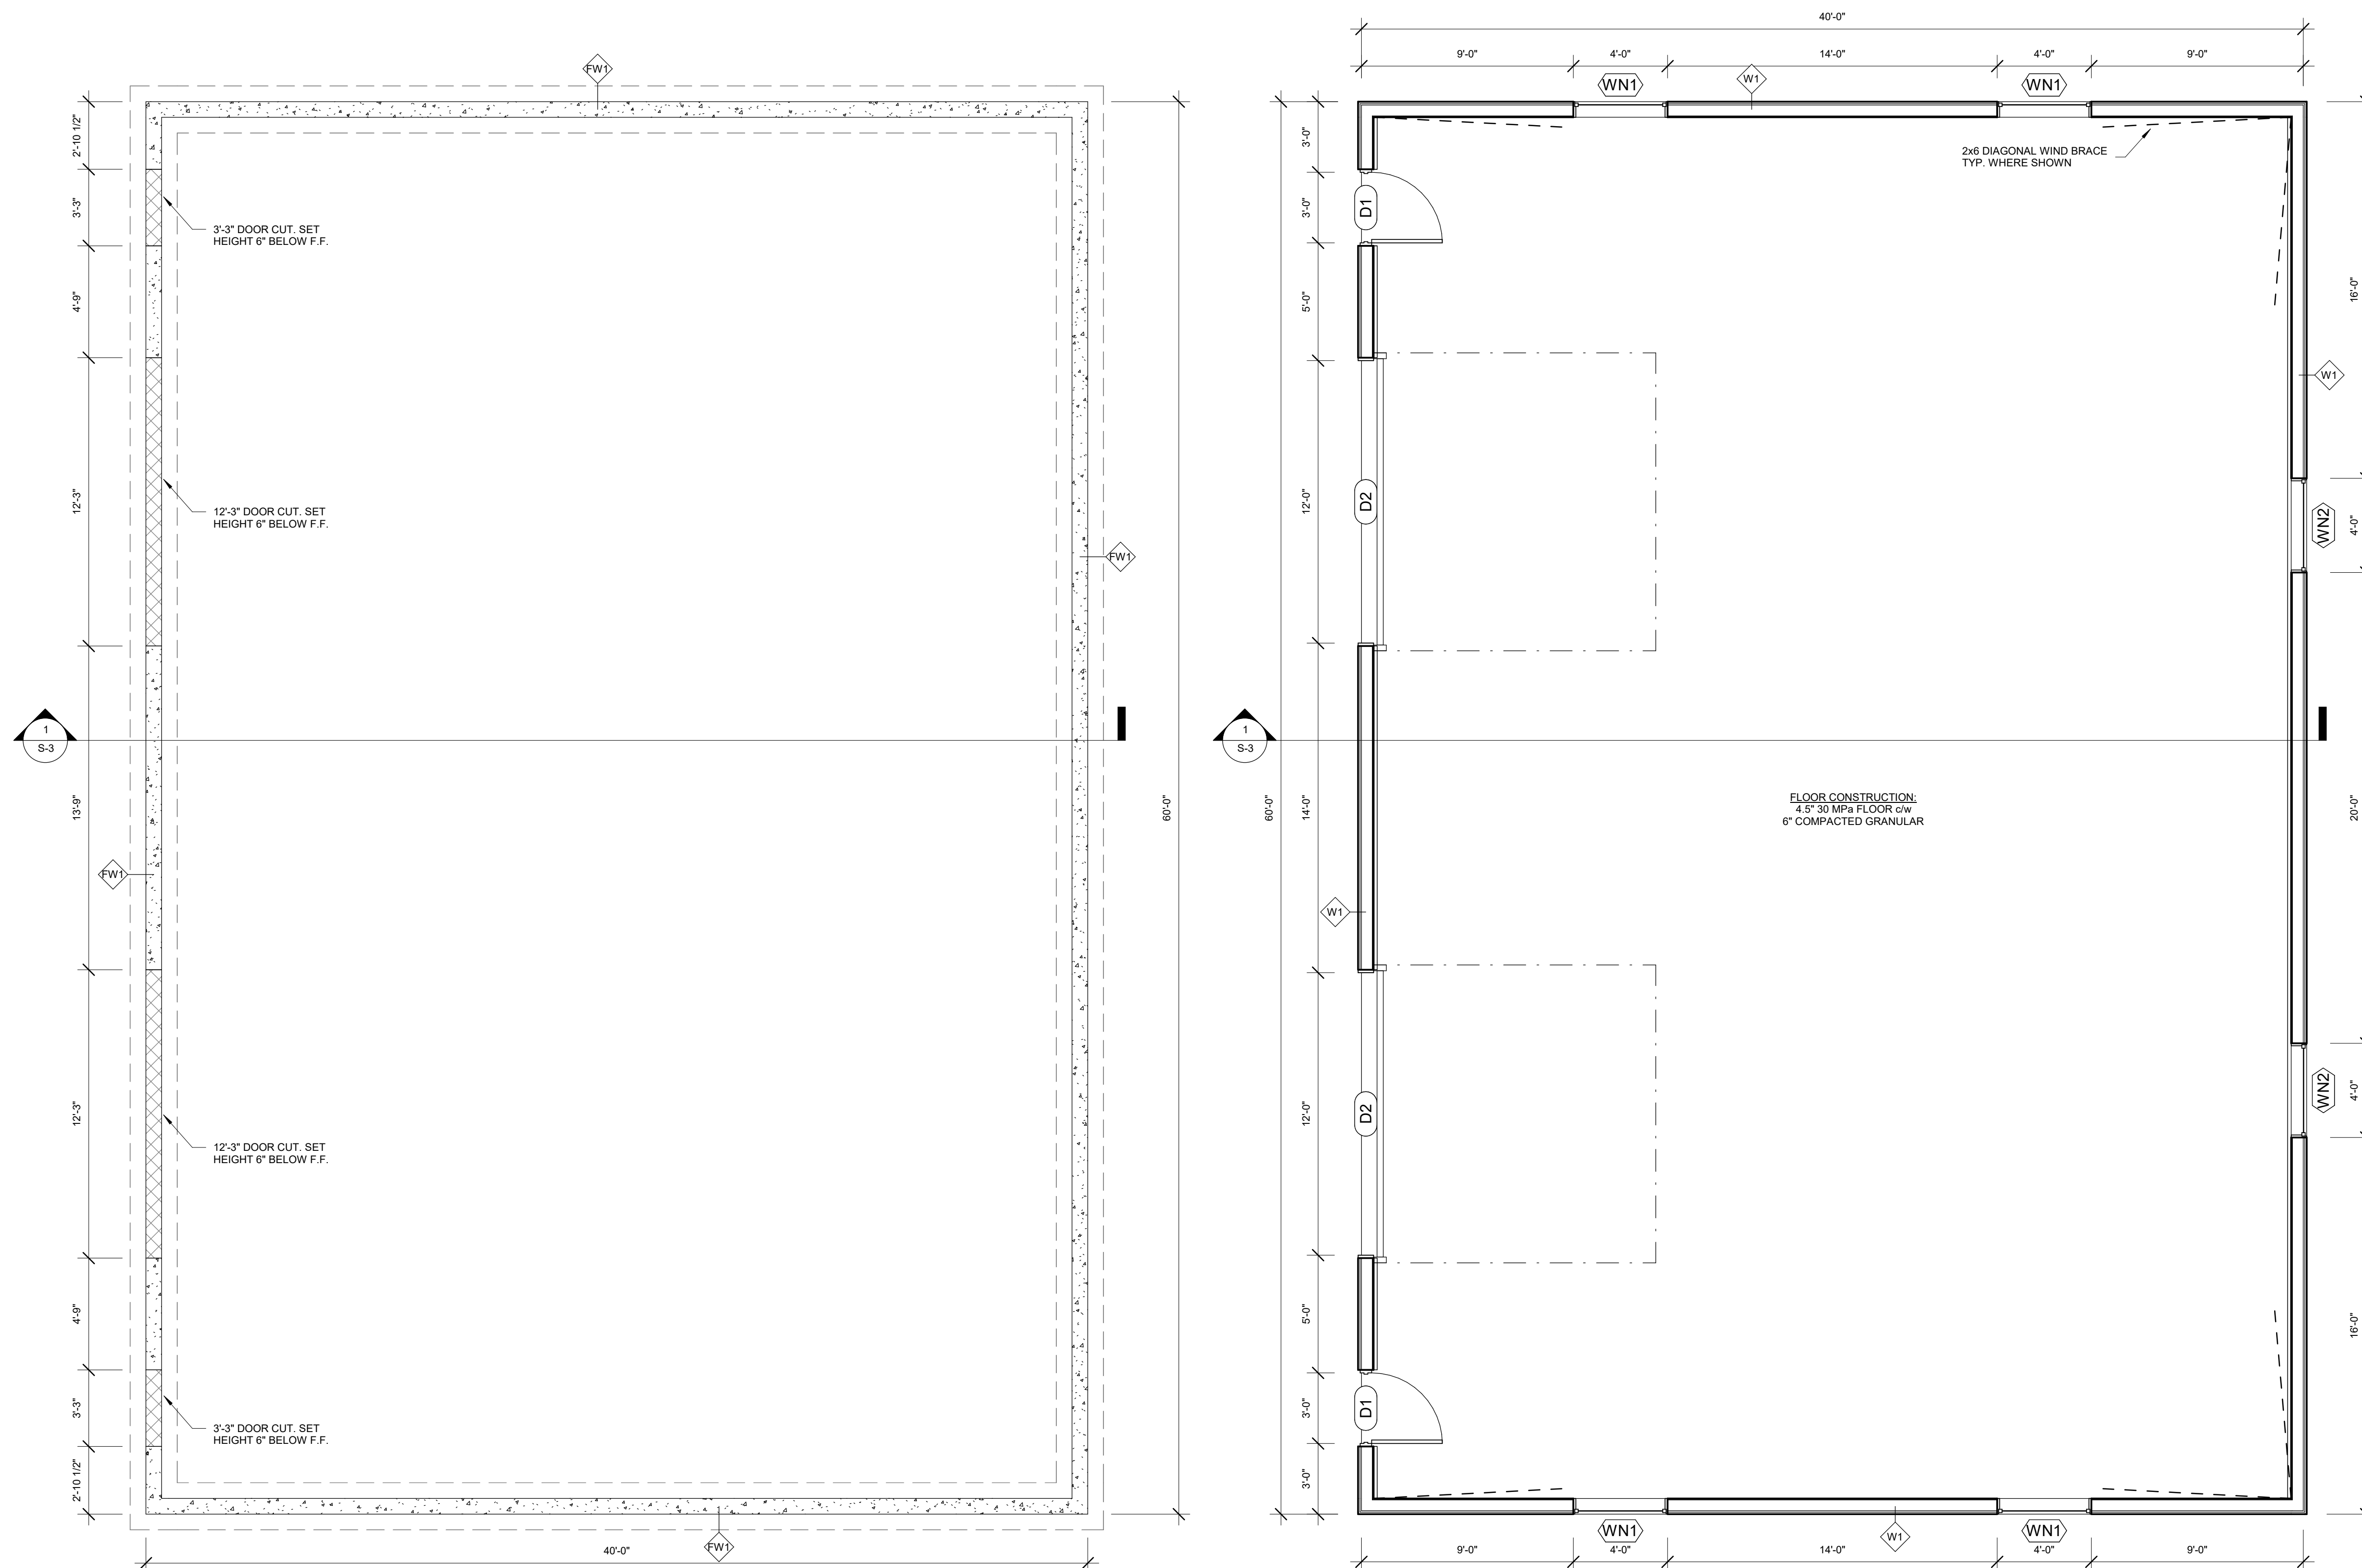 FW1
2'-10 1/2"
3'-3"
4'-9"
12'-3"
13'-9"
12'-3"
4'-9"
3'-3"
2'-10 1/2"
3'-3" DOOR CUT. SET
HEIGHT 6" BELOW F.F.
12'-3" DOOR CUT. SET
HEIGHT 6" BELOW F.F.
FW1
1
S-3
FW1
12'-3" DOOR CUT. SET
HEIGHT 6" BELOW F.F.
3'-3" DOOR CUT. SET
HEIGHT 6" BELOW F.F.
60'-0"
40'-0"
FW1
40'-0"
9'-0"
4'-0"
14'-0"
4'-0"
9'-0"
WN1
W1
WN1
2x6 DIAGONAL WIND BRACE
TYP. WHERE SHOWN
60'-0"
3'-0"
3'-0"
5'-0"
12'-0"
14'-0"
12'-0"
5'-0"
3'-0"
3'-0"
D1
D2
1
S-3
W1
D2
D1
FLOOR CONSTRUCTION:
4.5" 30 MPa FLOOR c/w
6" COMPACTED GRANULAR
W1
WN2
WN2
16'-0"
4'-0"
20'-0"
4'-0"
16'-0"
WN1
W1
WN1
9'-0"
4'-0"
14'-0"
4'-0"
9'-0"